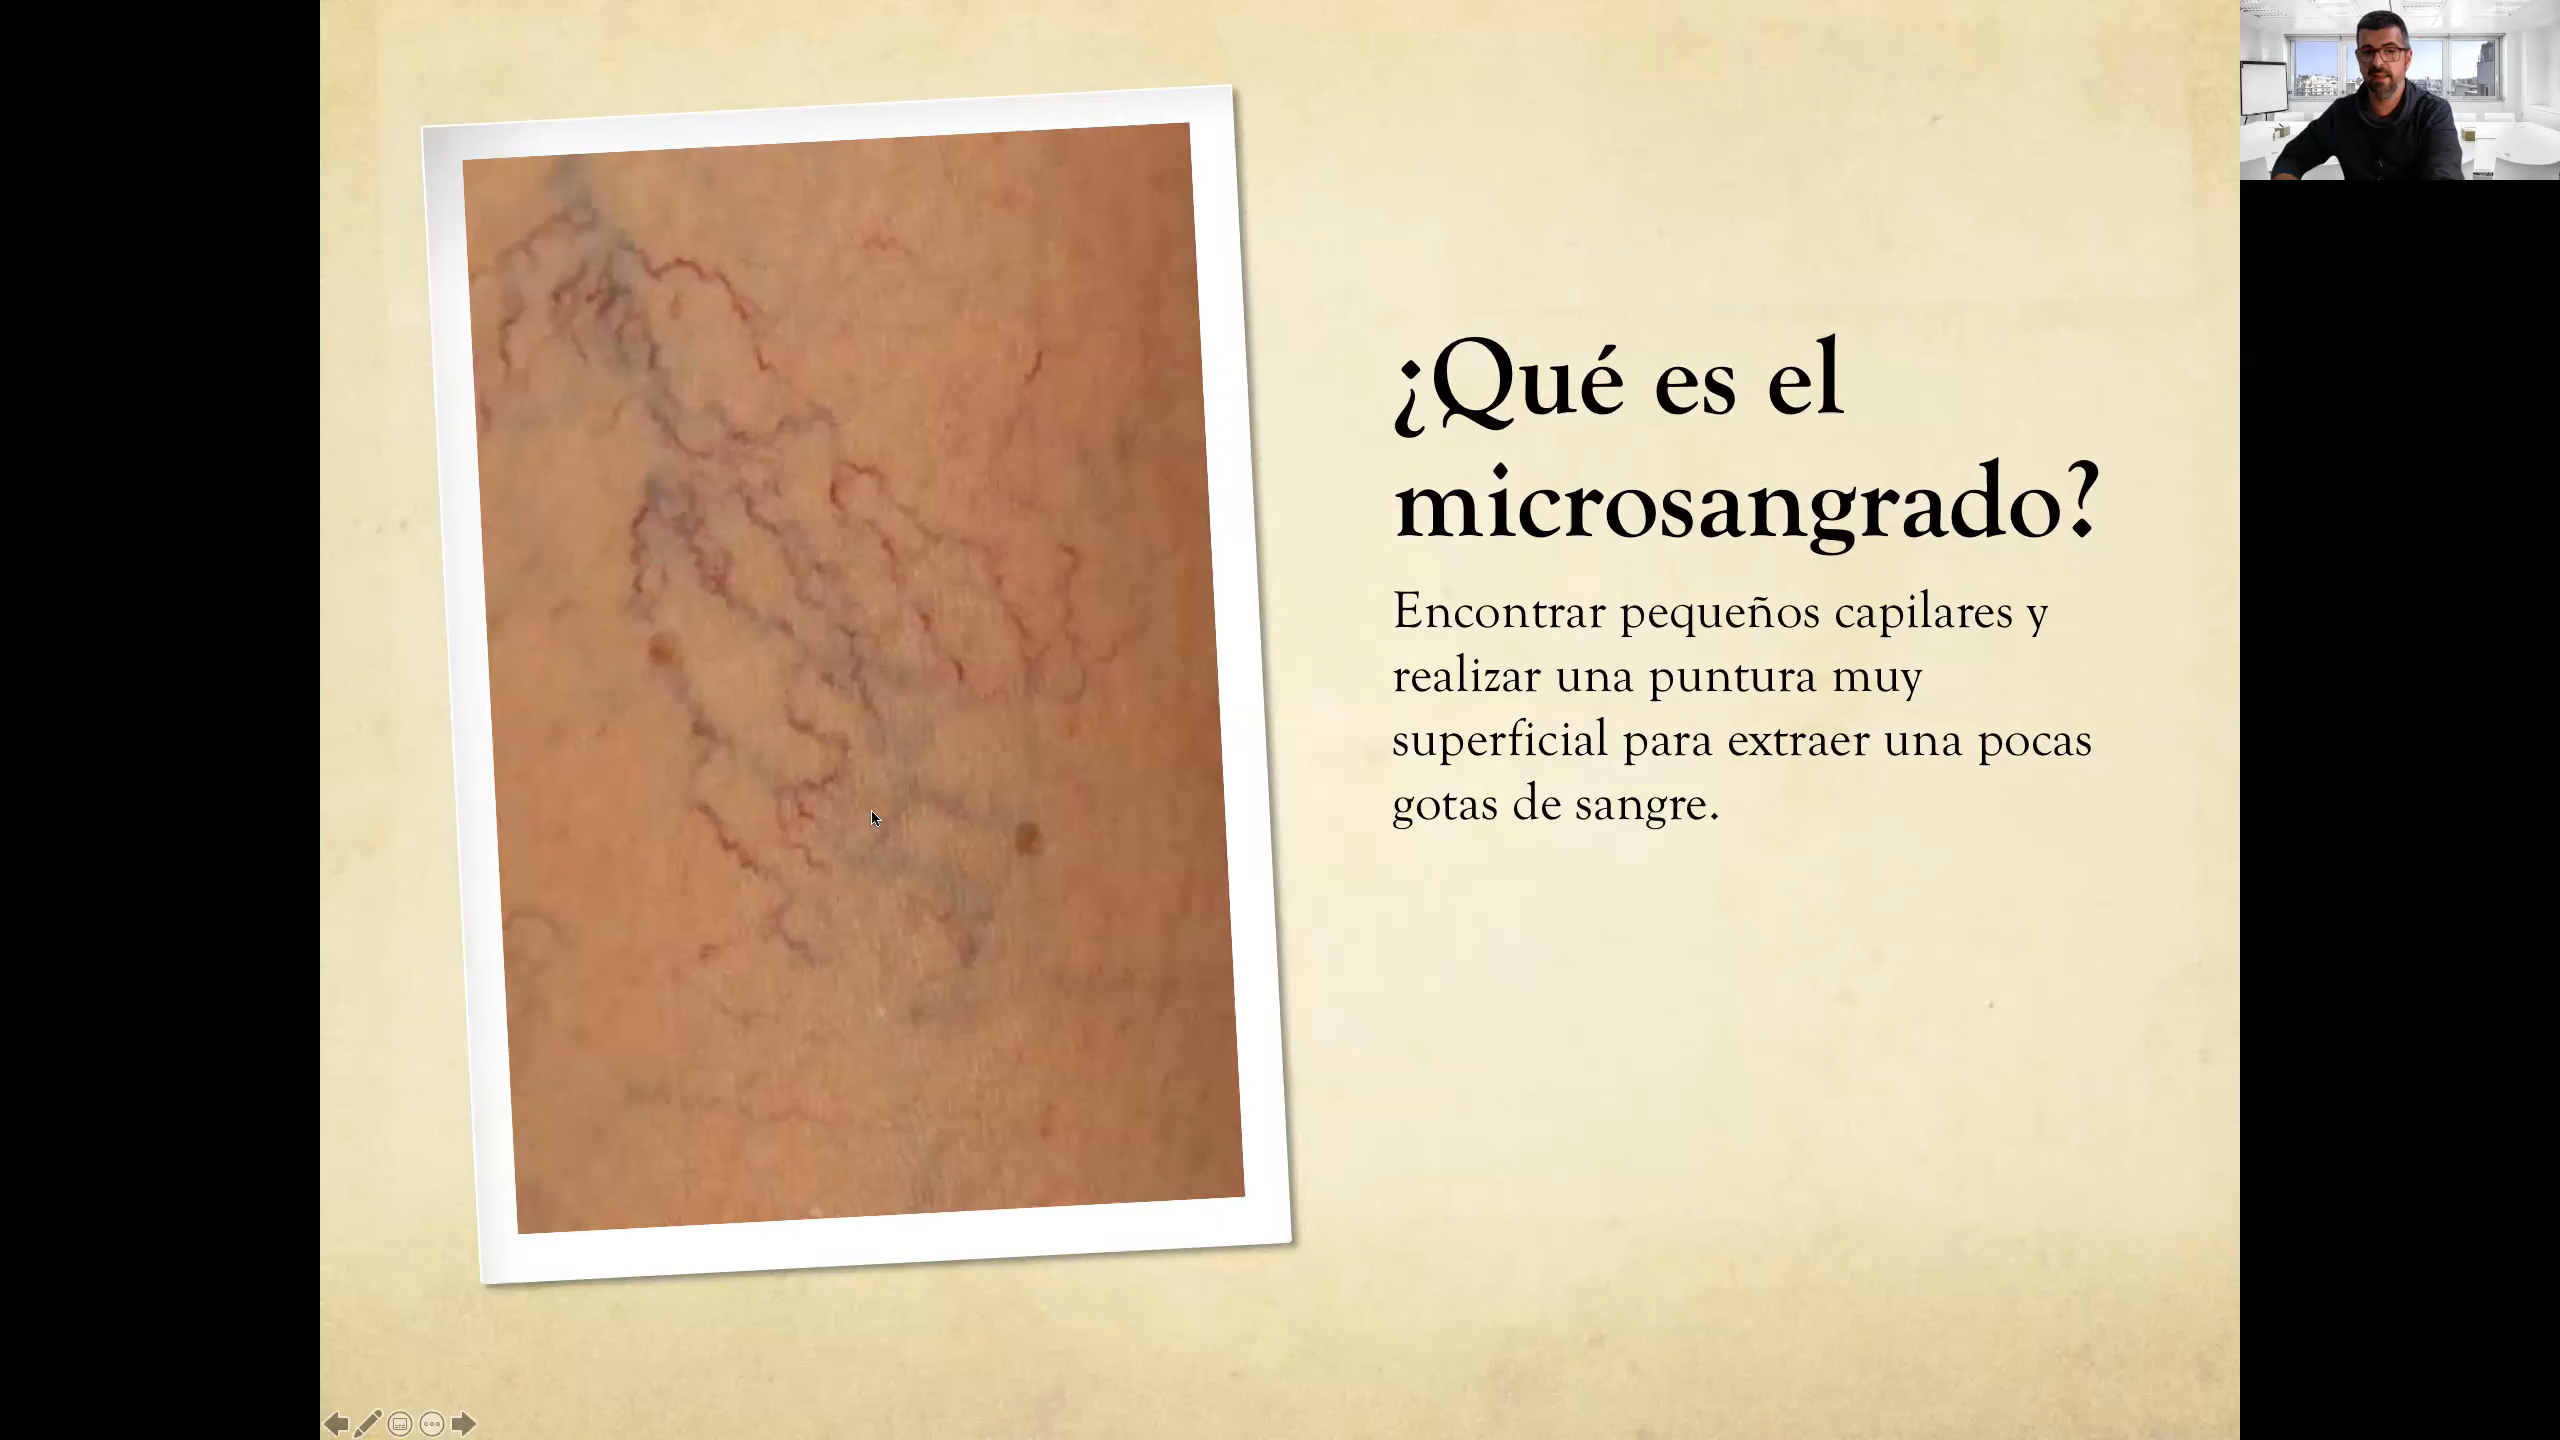 ¿Qué es el
microsangrado?
Encontrar pequeños capilares y
realizar una puntura muy
superficial para extraer una pocas
gotas de sangre.